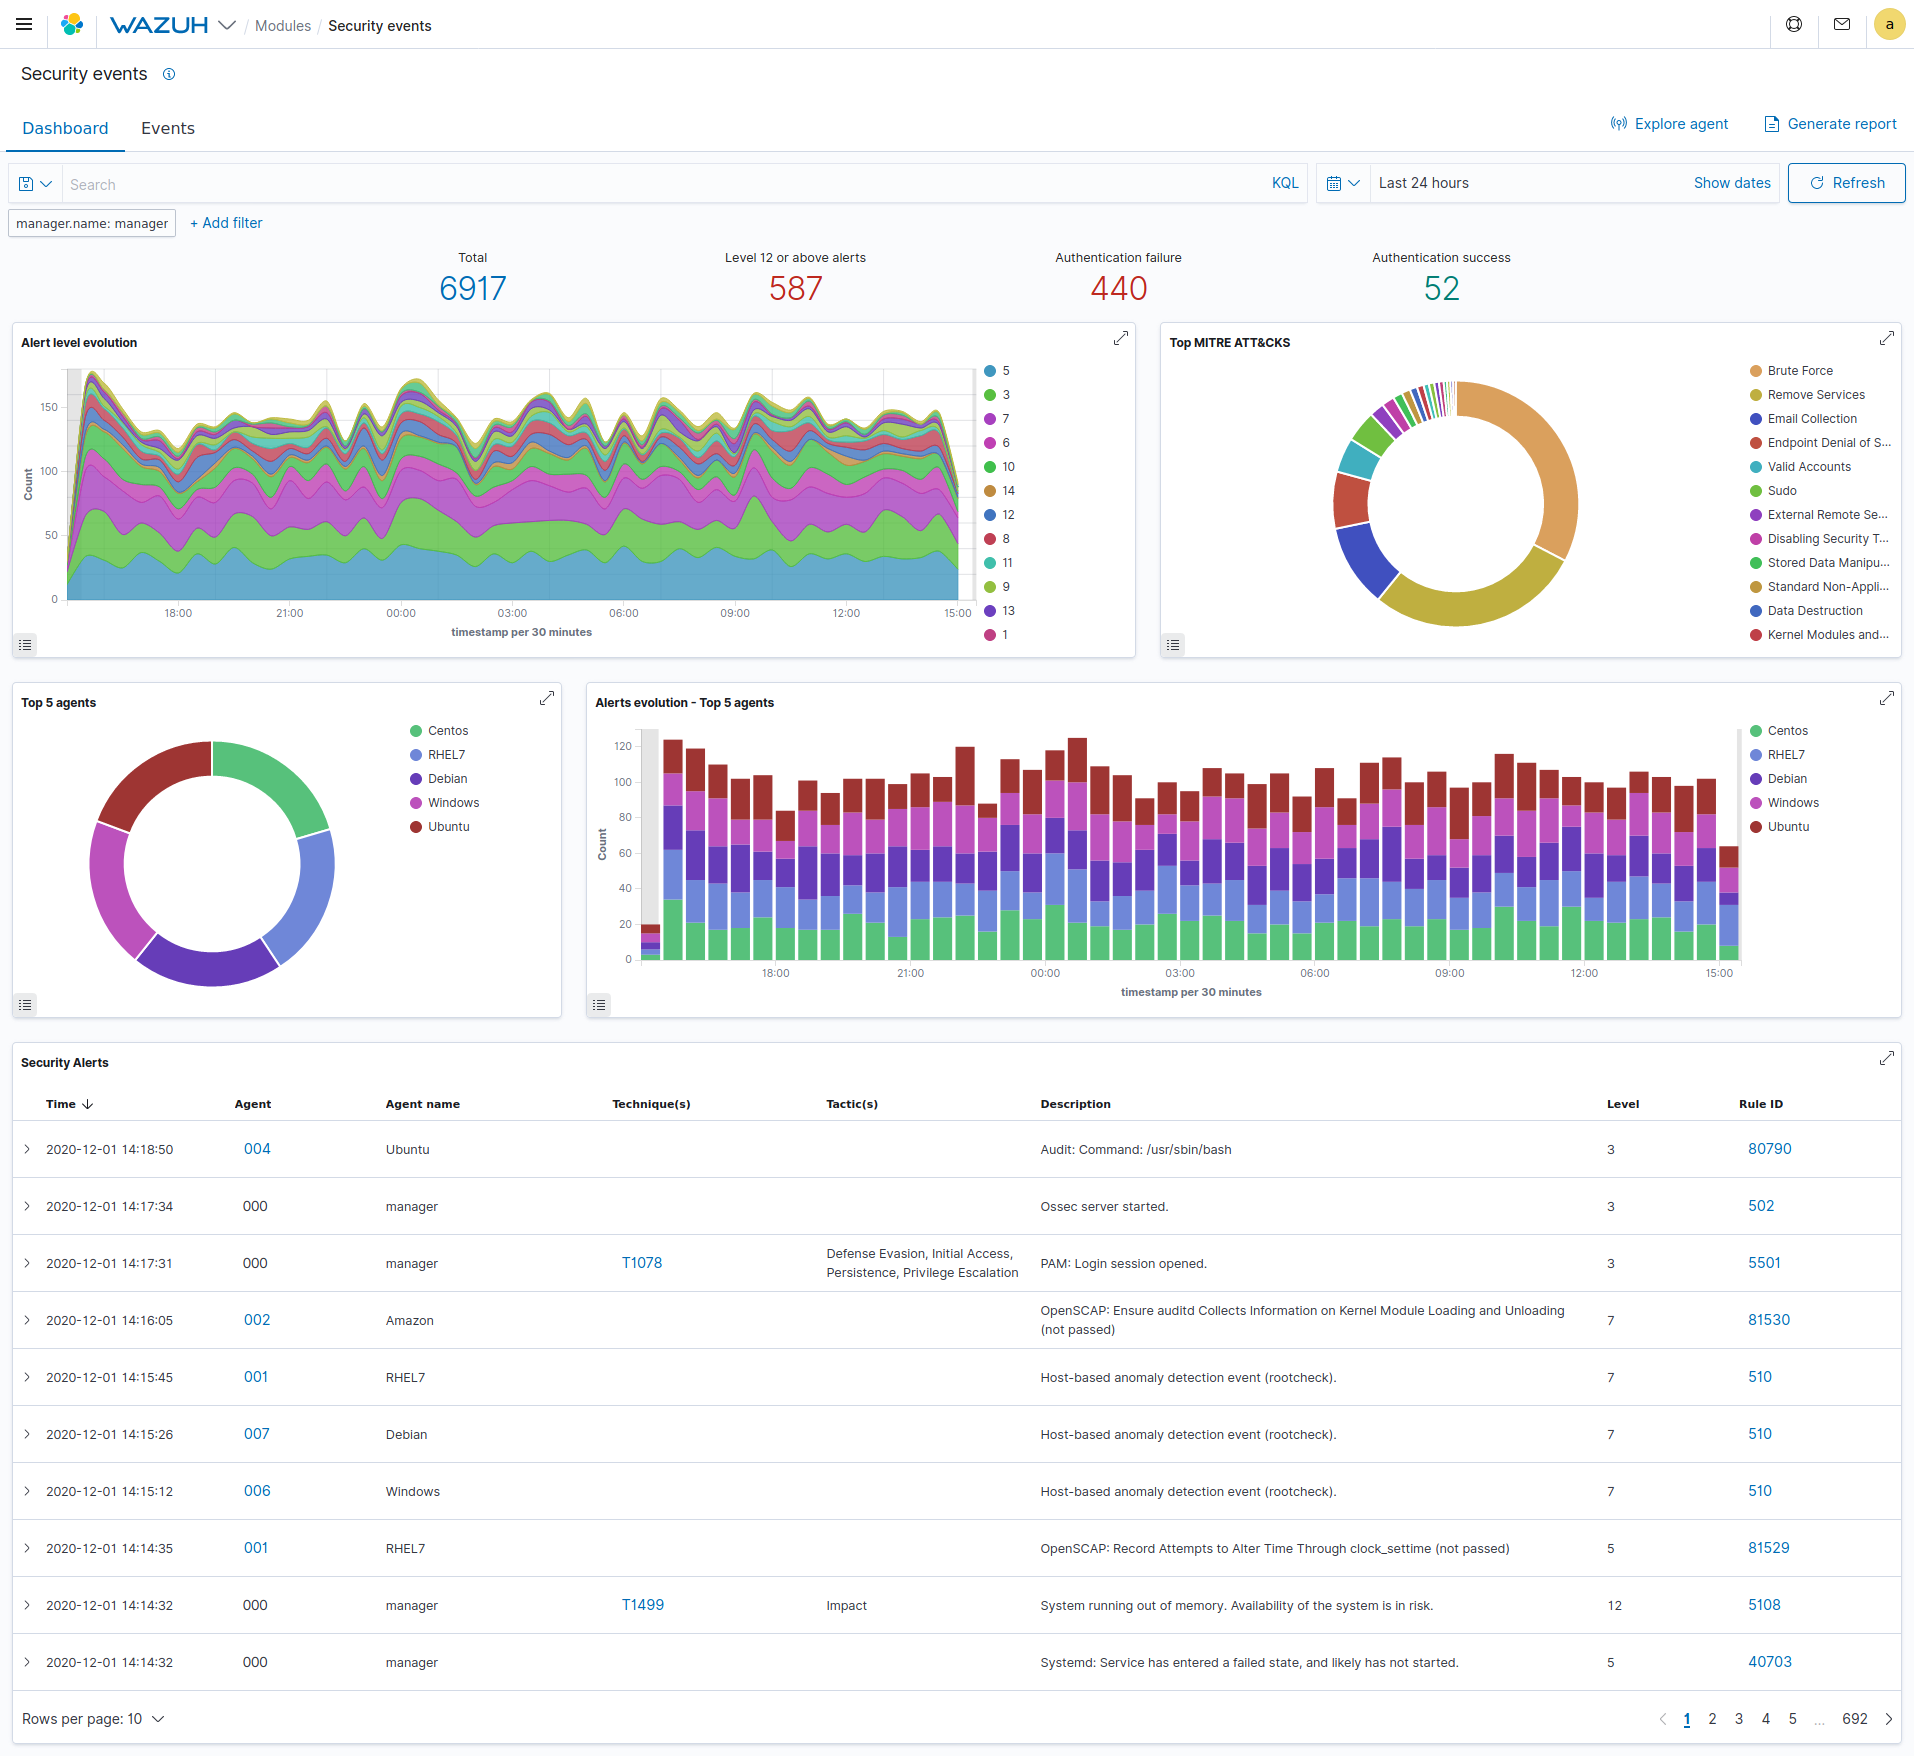 WAZUH / Modules / Security events
a
Security events
Dashboard Events
Explore agent Generate report
Search KQL Last 24 hours Show dates Refresh
manager.name: manager + Add filter
Total Level 12 or above alerts Authentication failure Authentication success
6917 587 440 52
Alert level evolution
150
100
50
0
Count
18:00 21:00 00:00 03:00 06:00 09:00 12:00 15:00
timestamp per 30 minutes
5
3
7
6
10
14
12
8
11
9
13
1
Top MITRE ATT&CKS
Brute Force
Remove Services
Email Collection
Endpoint Denial of S...
Valid Accounts
Sudo
External Remote Se...
Disabling Security T...
Stored Data Manipu...
Standard Non-Appli...
Data Destruction
Kernel Modules and...
Top 5 agents
Centos
RHEL7
Debian
Windows
Ubuntu
Alerts evolution - Top 5 agents
120
100
80
60
40
20
0
Count
18:00 21:00 00:00 03:00 06:00 09:00 12:00 15:00
timestamp per 30 minutes
Centos
RHEL7
Debian
Windows
Ubuntu
Security Alerts
Time Agent Agent name Technique(s) Tactic(s) Description Level Rule ID
2020-12-01 14:18:50 004 Ubuntu Audit: Command: /usr/sbin/bash 3 80790
2020-12-01 14:17:34 000 manager Ossec server started. 3 502
2020-12-01 14:17:31 000 manager T1078 Defense Evasion, Initial Access, PAM: Login session opened. 3 5501
Persistence, Privilege Escalation
2020-12-01 14:16:05 002 Amazon OpenSCAP: Ensure auditd Collects Information on Kernel Module Loading and Unloading 7 81530
(not passed)
2020-12-01 14:15:45 001 RHEL7 Host-based anomaly detection event (rootcheck). 7 510
2020-12-01 14:15:26 007 Debian Host-based anomaly detection event (rootcheck). 7 510
2020-12-01 14:15:12 006 Windows Host-based anomaly detection event (rootcheck). 7 510
2020-12-01 14:14:35 001 RHEL7 OpenSCAP: Record Attempts to Alter Time Through clock_settime (not passed) 5 81529
2020-12-01 14:14:32 000 manager T1499 Impact System running out of memory. Availability of the system is in risk. 12 5108
2020-12-01 14:14:32 000 manager Systemd: Service has entered a failed state, and likely has not started. 5 40703
Rows per page: 10 1 2 3 4 5 ... 692